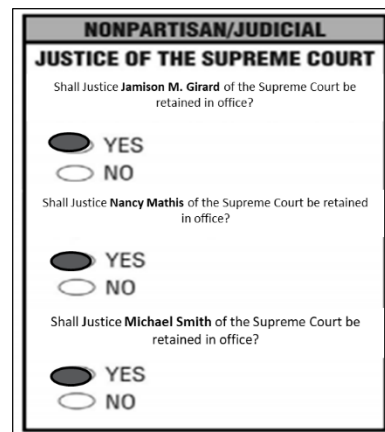 NONPARTISAN/JUDICIAL
JUSTICE OF THE SUPREME COURT
Shall Justice Jamison M. Girard of the Supreme Court be
retained in office?
YES
NO
Shall Justice Nancy Mathis of the Supreme Court be retained
in office?
YES
NO
Shall Justice Michael Smith of the Supreme Court be
retained in office?
YES
NO